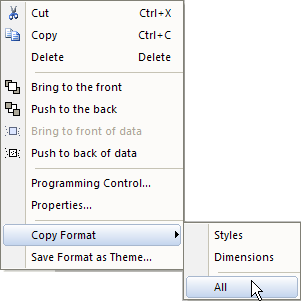 Cut Ctrl+X
Copy Ctrl+C
Delete Delete
Bring to the front
Push to the back
Bring to front of data
Push to back of data
Programming Control...
Properties...
Copy Format
Save Format as Theme...
Styles
Dimensions
All